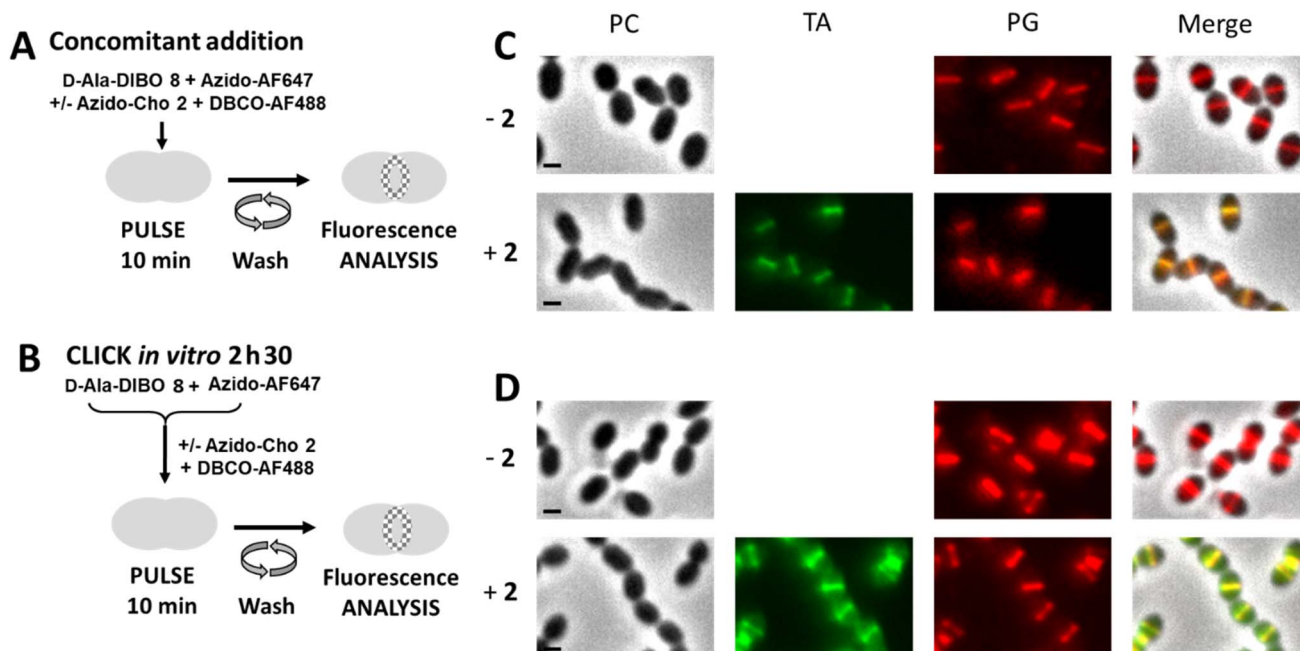 A Concomitant addition
D-Ala-DIBO 8 + Azido-AF647
+/- Azido-Cho 2 + DBCO-AF488
PULSE
10 min
Wash
Fluorescence
ANALYSIS
B CLICK in vitro 2h30
D-Ala-DIBO 8 + Azido-AF647
+/- Azido-Cho 2
+ DBCO-AF488
PULSE
10 min
Wash
Fluorescence
ANALYSIS
C PC TA PG Merge
- 2
+ 2
D
- 2
+ 2